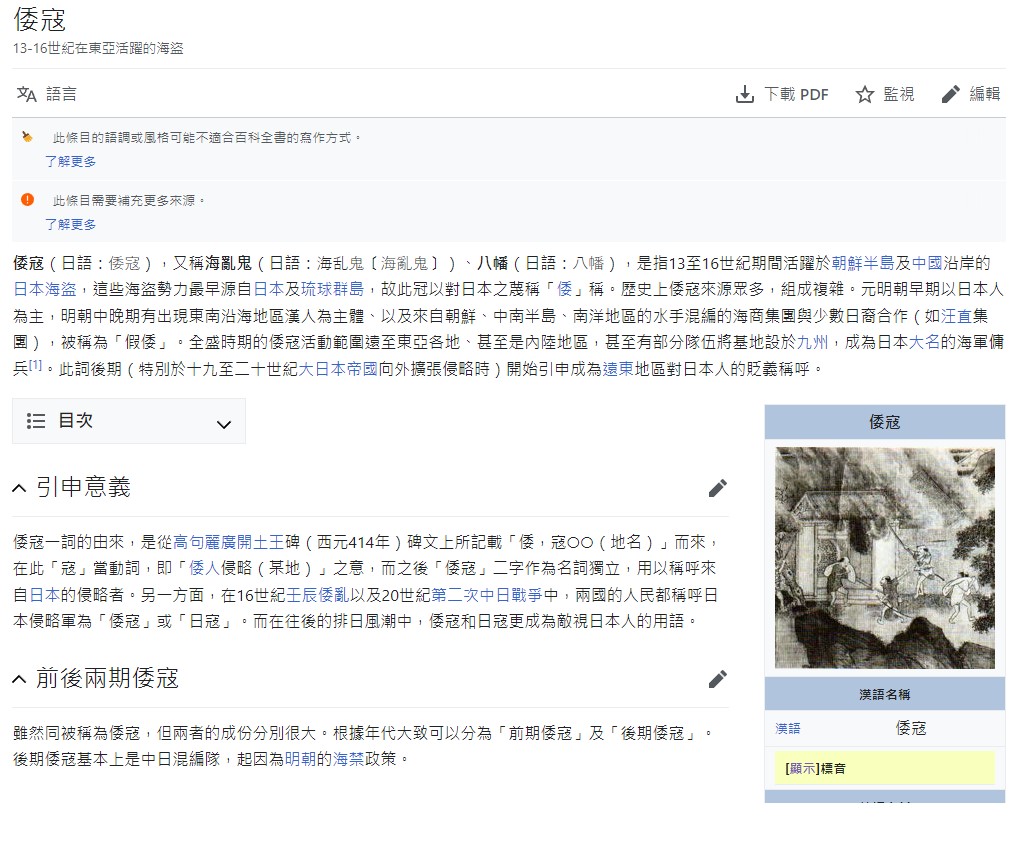 倭寇
13-16世紀在東亞活躍的海盜
語言
下載 PDF
監視
編輯
此條目的語調或風格可能不適合百科全書的寫作方式。
了解更多
此條目需要補充更多來源。
了解更多
倭寇（日語：倭寇），又稱海亂鬼（日語：海乱鬼〔海亂鬼〕）、八幡（日語：八幡），是指13至16世紀期間活躍於朝鮮半島及中國沿岸的
日本海盜，這些海盜勢力最早源自日本及琉球群島，故此冠以對日本之蔑稱「倭」稱。歷史上倭寇來源眾多，組成複雜。元明朝早期以日本人
為主，明朝中晚期有出現東南沿海地區漢人為主體、以及來自朝鮮、中南半島、南洋地區的水手混編的海商集團與少數日裔合作（如汪直集
團），被稱為「假倭」。全盛時期的倭寇活動範圍遠至東亞各地、甚至是內陸地區，甚至有部分隊伍將基地設於九州，成為日本大名的海軍傭
兵[1]。此詞後期（特別於十九至二十世紀大日本帝國向外擴張侵略時）開始引申成為遠東地區對日本人的貶義稱呼。
目次
引申意義
倭寇一詞的由來，是從高句麗廣開土王碑（西元414年）碑文上所記載「倭，寇○○（地名）」而來，
在此「寇」當動詞，即「倭人侵略（某地）」之意，而之後「倭寇」二字作為名詞獨立，用以稱呼來
自日本的侵略者。另一方面，在16世紀壬辰倭亂以及20世紀第二次中日戰爭中，兩國的人民都稱呼日
本侵略軍為「倭寇」或「日寇」。而在往後的排日風潮中，倭寇和日寇更成為敵視日本人的用語。
前後兩期倭寇
雖然同被稱為倭寇，但兩者的成份分別很大。根據年代大致可以分為「前期倭寇」及「後期倭寇」。
後期倭寇基本上是中日混編隊，起因為明朝的海禁政策。
倭寇
漢語名稱
漢語
倭寇
[顯示]標音